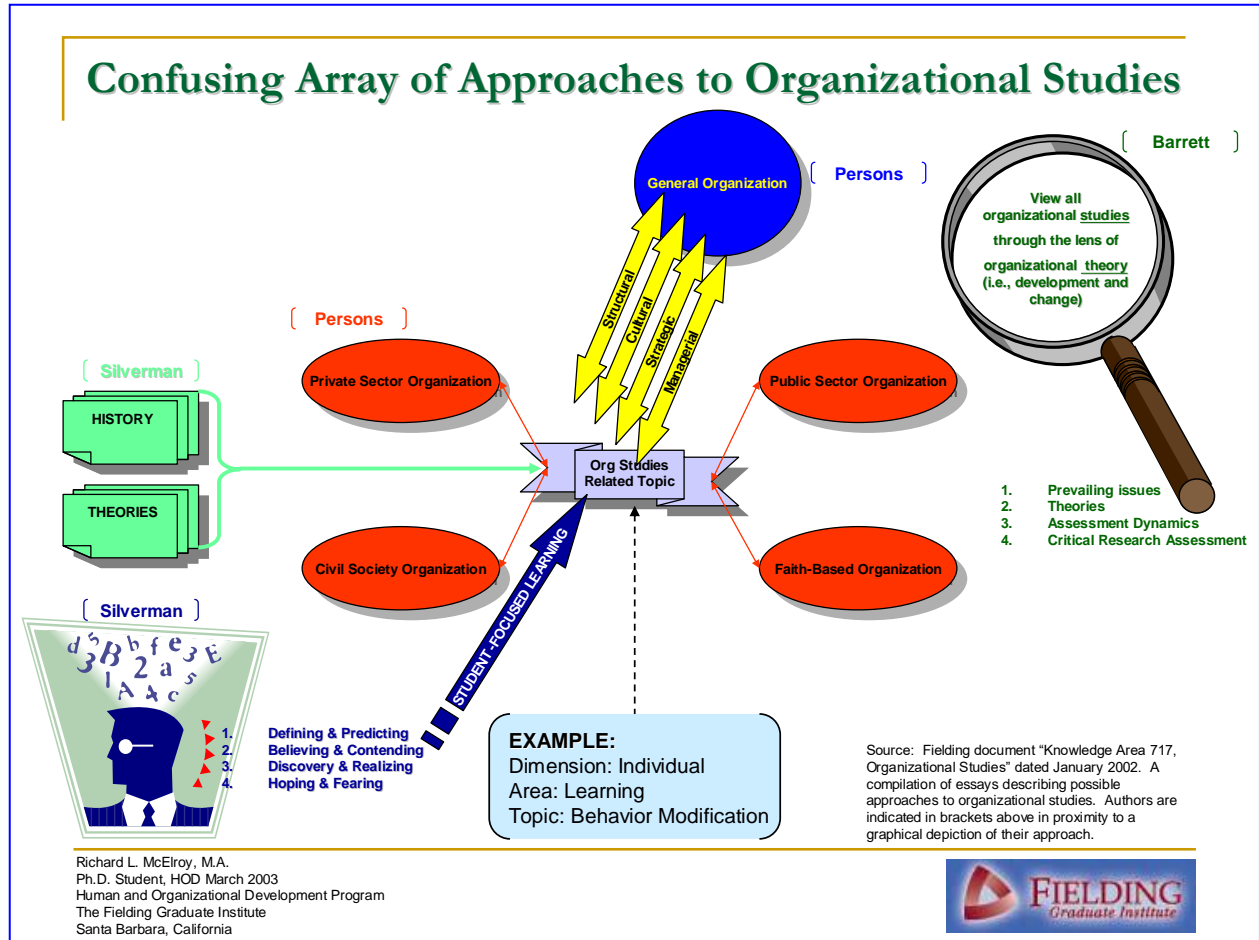 Confusing Array of Approaches to Organizational Studies
General Organization
[ Persons ]
[ Barrett ]
View all
organizational studies
through the lens of
organizational theory
(i.e., development and
change)
Structural
Cultural
Strategic
Managerial
[ Persons ]
Private Sector Organization
Public Sector Organization
[ Silverman ]
HISTORY
THEORIES
Org Studies
Related Topic
1. Prevailing issues
2. Theories
3. Assessment Dynamics
4. Critical Research Assessment
Civil Society Organization
Faith-Based Organization
STUDENT-FOCUSED LEARNING
[ Silverman ]
d 5 B b f e 3 E
3 2 a 5
1 A 4 c
1. Defining & Predicting
2. Believing & Contending
3. Discovery & Realizing
4. Hoping & Fearing
EXAMPLE:
Dimension: Individual
Area: Learning
Topic: Behavior Modification
Source: Fielding document “Knowledge Area 717,
Organizational Studies” dated January 2002. A
compilation of essays describing possible
approaches to organizational studies. Authors are
indicated in brackets above in proximity to a
graphical depiction of their approach.
Richard L. McElroy, M.A.
Ph.D. Student, HOD March 2003
Human and Organizational Development Program
The Fielding Graduate Institute
Santa Barbara, California
FIELDING
Graduate Institute